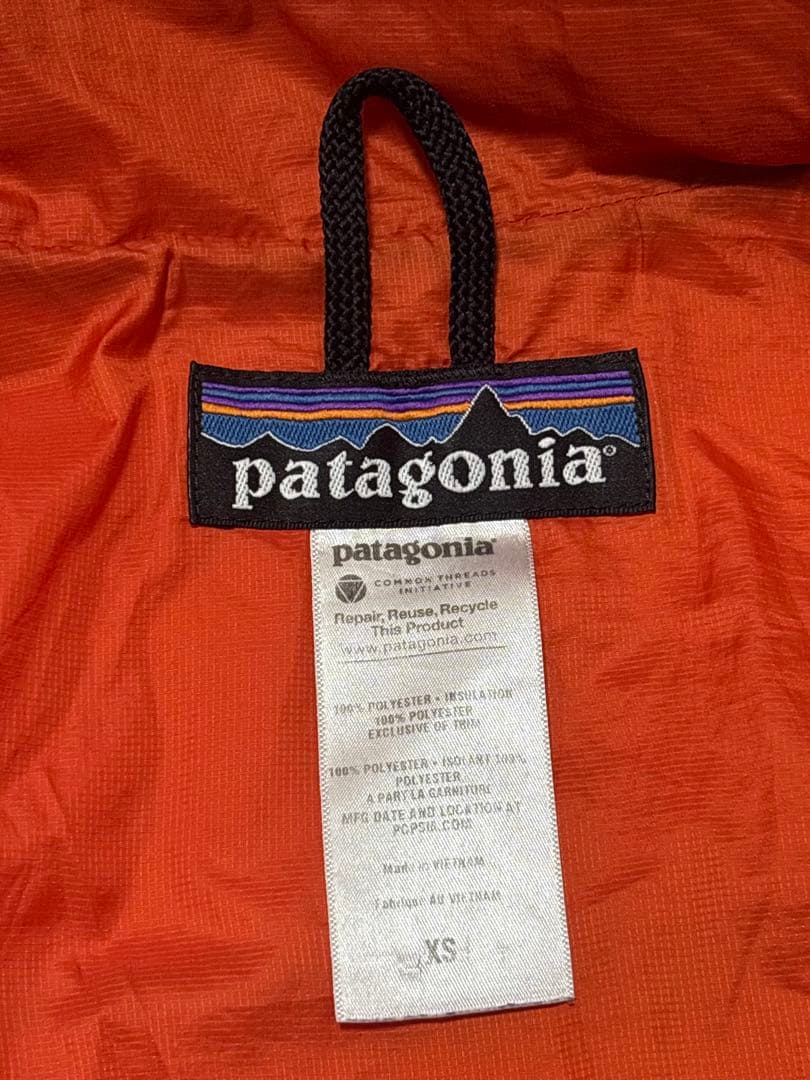 patagonia®
patagonia®
COMMON THREADS
INITIATIVE
Repair, Reuse, Recycle
This Product
www.patagonia.com
100% POLYESTER • INSULATION
100% POLYESTER
EXCLUSIVE OF TRIM
100% POLYESTER • ISOLANT 100%
POLYESTER
A PART LA GARNITURE
MFG DATE AND LOCATION AT
PCPSIA.COM
Made in VIETNAM
Fabriqué AU VIETNAM
XS